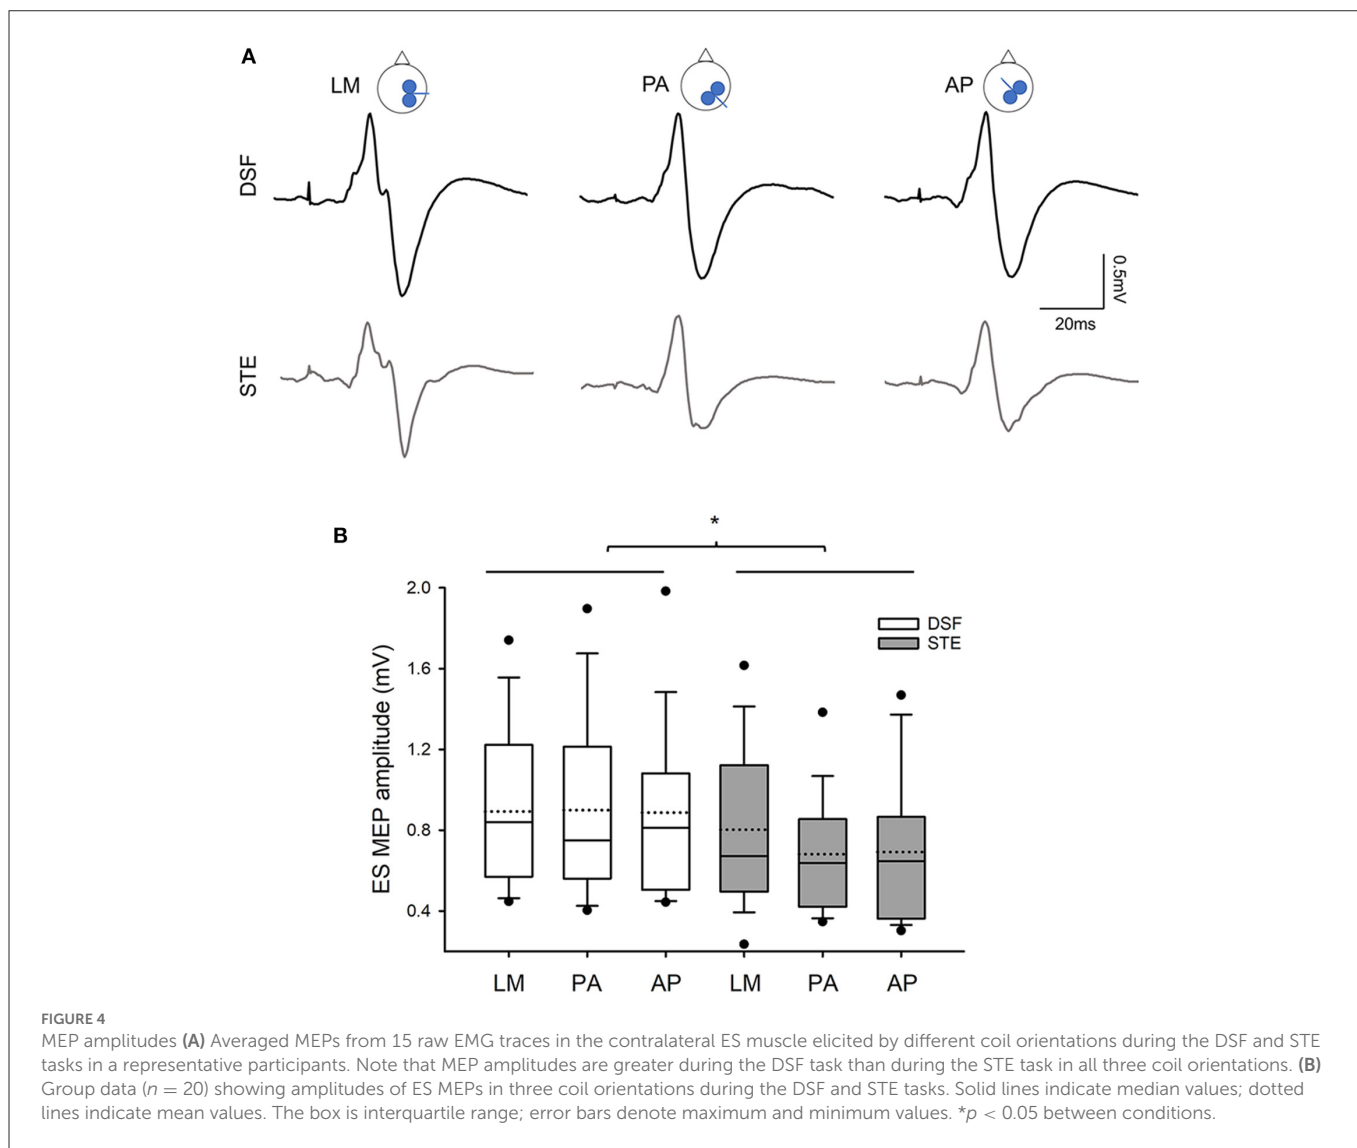 A
LM
PA
AP
DSF
0.5mV
20ms
STE
B
*
2.0
DSF
STE
1.6
1.2
0.8
0.4
ES MEP amplitude (mV)
LM PA AP LM PA AP
FIGURE 4
MEP amplitudes (A) Averaged MEPs from 15 raw EMG traces in the contralateral ES muscle elicited by different coil orientations during the DSF and STE
tasks in a representative participants. Note that MEP amplitudes are greater during the DSF task than during the STE task in all three coil orientations. (B)
Group data (n = 20) showing amplitudes of ES MEPs in three coil orientations during the DSF and STE tasks. Solid lines indicate median values; dotted
lines indicate mean values. The box is interquartile range; error bars denote maximum and minimum values. *p < 0.05 between conditions.